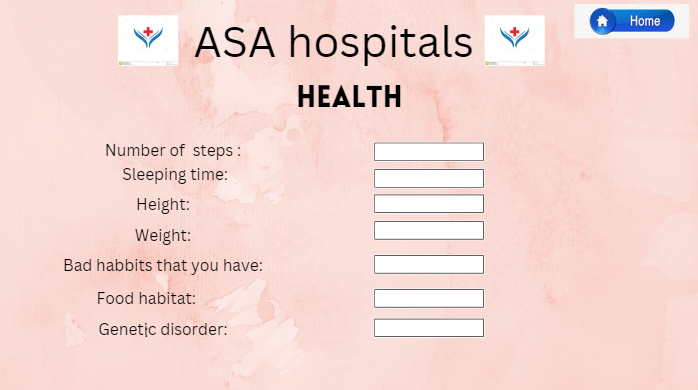 ASA hospitals
Home
HEALTH
Number of steps :
Sleeping time:
Height:
Weight:
Bad habbits that you have:
Food habitat:
Genetic disorder: